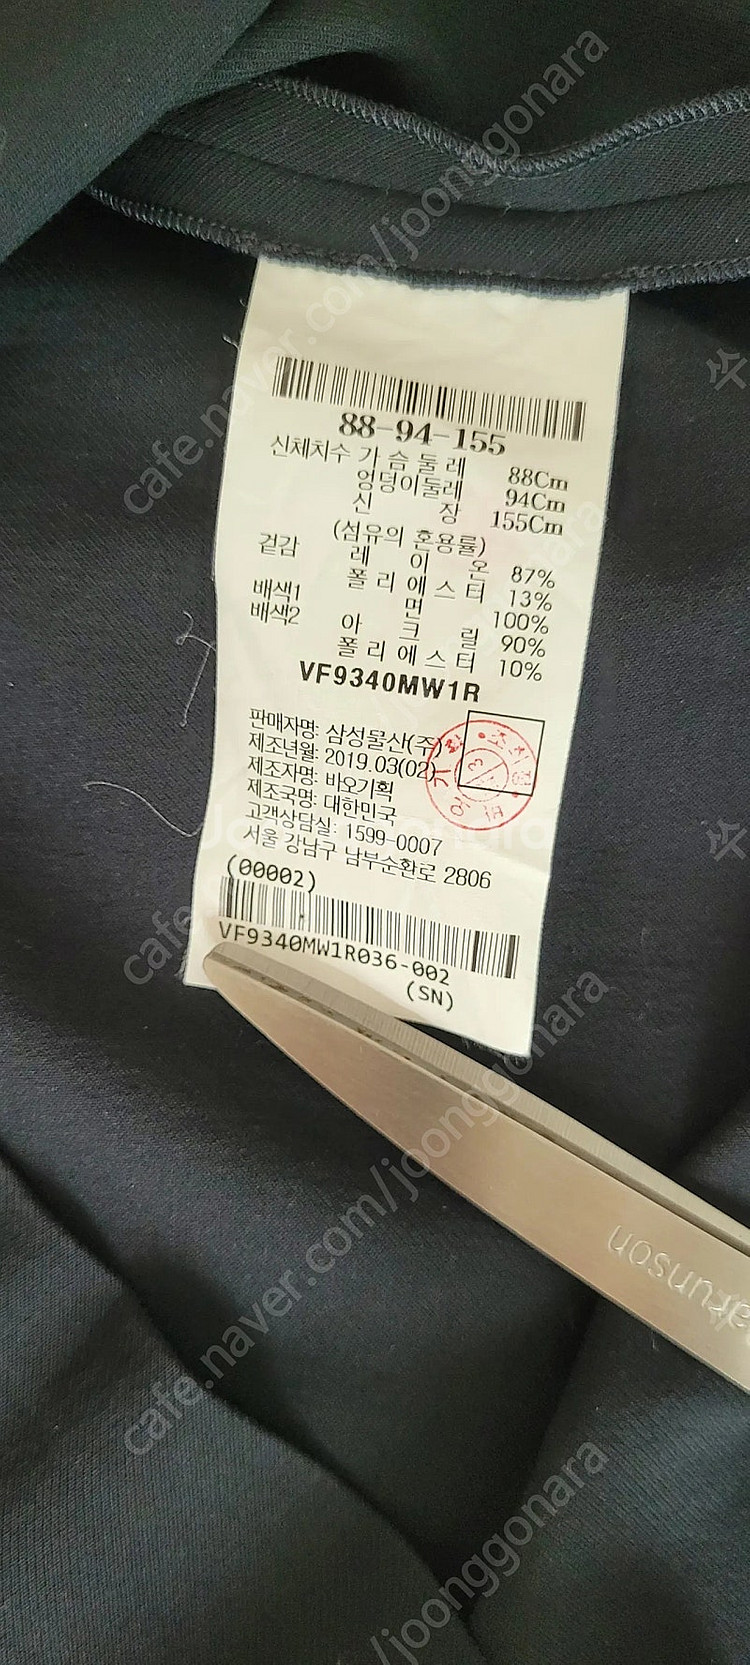 88-94-155
신체치수 가 슴 둘 레 88Cm
엉덩이둘레 94Cm
신 장 155Cm
(섬유의 혼용률)
겉감 레 이 온 87%
폴 리 에 스 터 13%
배색1 면 100%
배색2 아 크 릴 90%
폴 리 에 스 터 10%
VF9340MW1R
판매자명: 삼성물산(주)
제조년월: 2019.03(02)
제조자명: 바오기획
제조국명: 대한민국
고객상담실: 1599-0007
서울 강남구 남부순환로 2806
(00002)
VF9340MW1R036-002
(SN)
cafe.naver.com/joonggonara
cafe.naver.com/joonggonara
cafe.naver.com/joonggonara
joonggonara
쑥
쑥